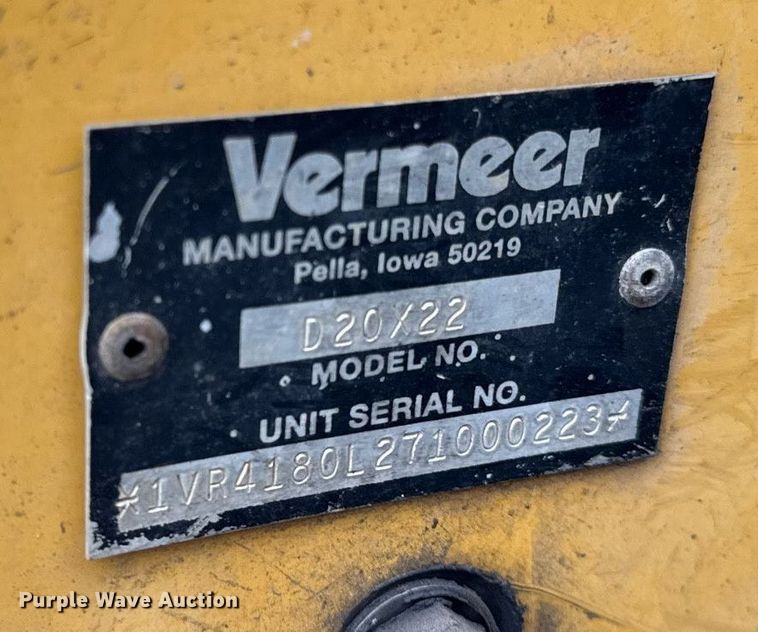 Vermeer
MANUFACTURING COMPANY
Pella, Iowa 50219
D20X22
MODEL NO.
UNIT SERIAL NO.
*1VR4180L271000223*
Purple Wave Auction